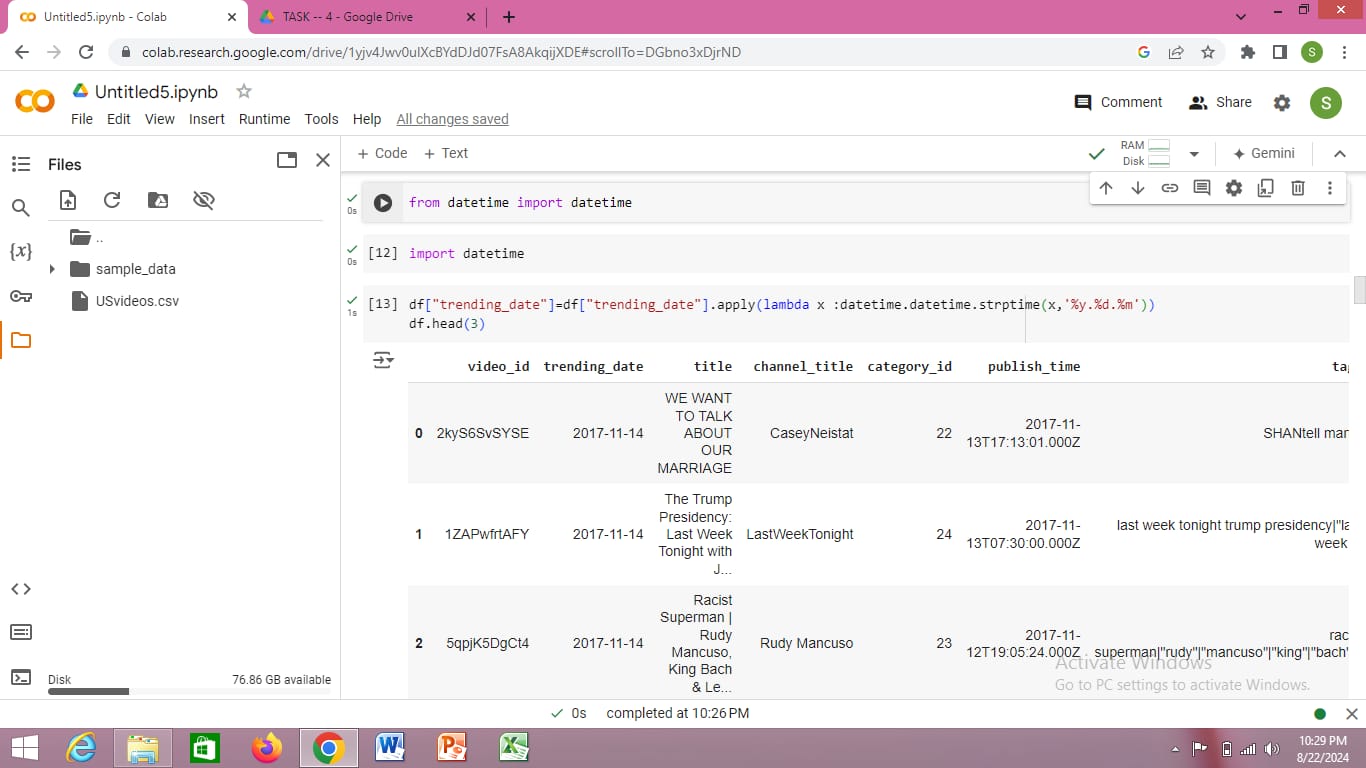 Untitled5.ipynb - Colab
TASK -- 4 - Google Drive
colab.research.google.com/drive/1yjv4Jwv0uIXcBYdDJd07FsA8AkqijXDE#scrollTo=DGbno3xDjrND
S
Untitled5.ipynb
Comment
Share
S
File Edit View Insert Runtime Tools Help All changes saved
Files
+ Code + Text
RAM
Disk
Gemini
0s
from datetime import datetime
..
{x}
sample_data
USvideos.csv
0s
[12] import datetime
1s
[13] df["trending_date"]=df["trending_date"].apply(lambda x :datetime.datetime.strptime(x,'%y.%d.%m'))
df.head(3)
video_id trending_date title channel_title category_id publish_time
0 2kyS6SvSYSE 2017-11-14 WE WANT TO TALK ABOUT OUR MARRIAGE CaseyNeistat 22 2017-11-13T17:13:01.000Z SHANtell mar
1 1ZAPwfrtAFY 2017-11-14 The Trump Presidency: Last Week Tonight with J... LastWeekTonight 24 2017-11-13T07:30:00.000Z last week tonight trump presidency|"la week
2 5qpjK5DgCt4 2017-11-14 Racist Superman | Rudy Mancuso, King Bach & Le... Rudy Mancuso 23 2017-11-12T19:05:24.000Z rac superman|"rudy"|"mancuso"|"king"|"bach"
Activate Windows
Go to PC settings to activate Windows.
Disk 76.86 GB available
0s completed at 10:26 PM
10:29 PM
8/22/2024